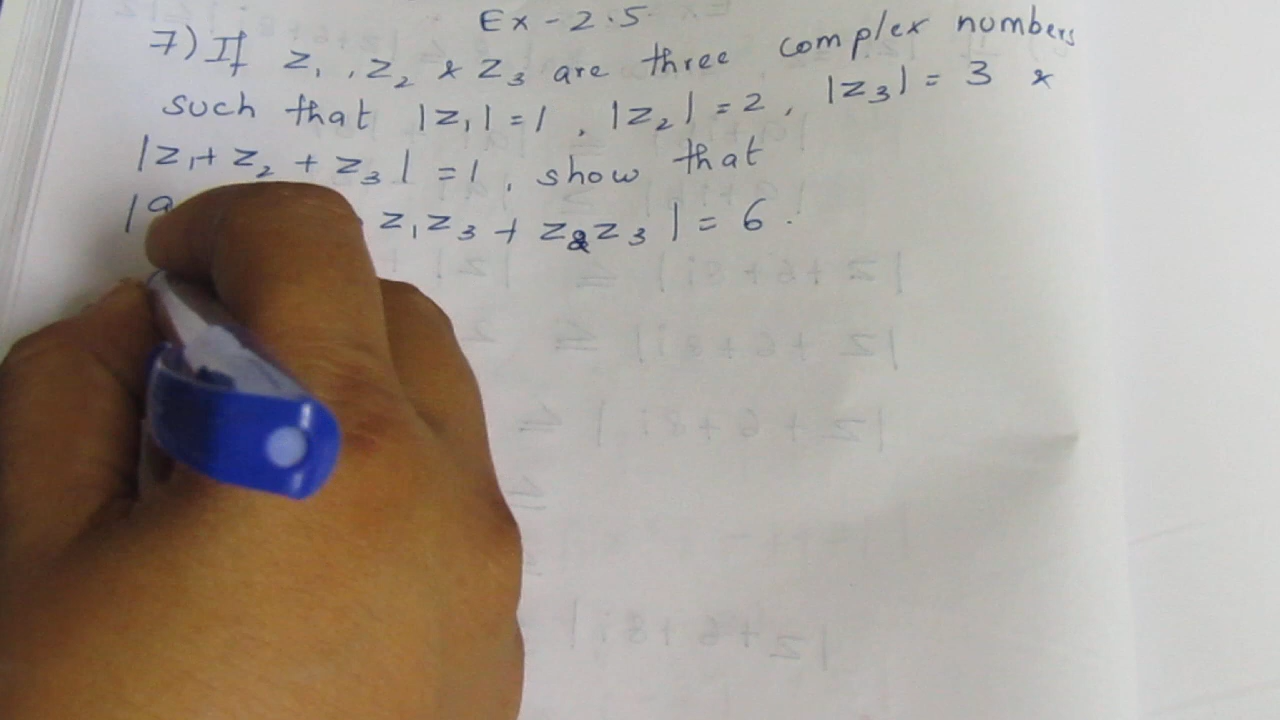 Ex - 2.5
7) If z₁, z₂ & z₃ are three complex numbers
such that |z₁| = 1, |z₂| = 2, |z₃| = 3 &
|z₁ + z₂ + z₃| = 1, show that
|9 z₁z₃ + z₂z₃| = 6.